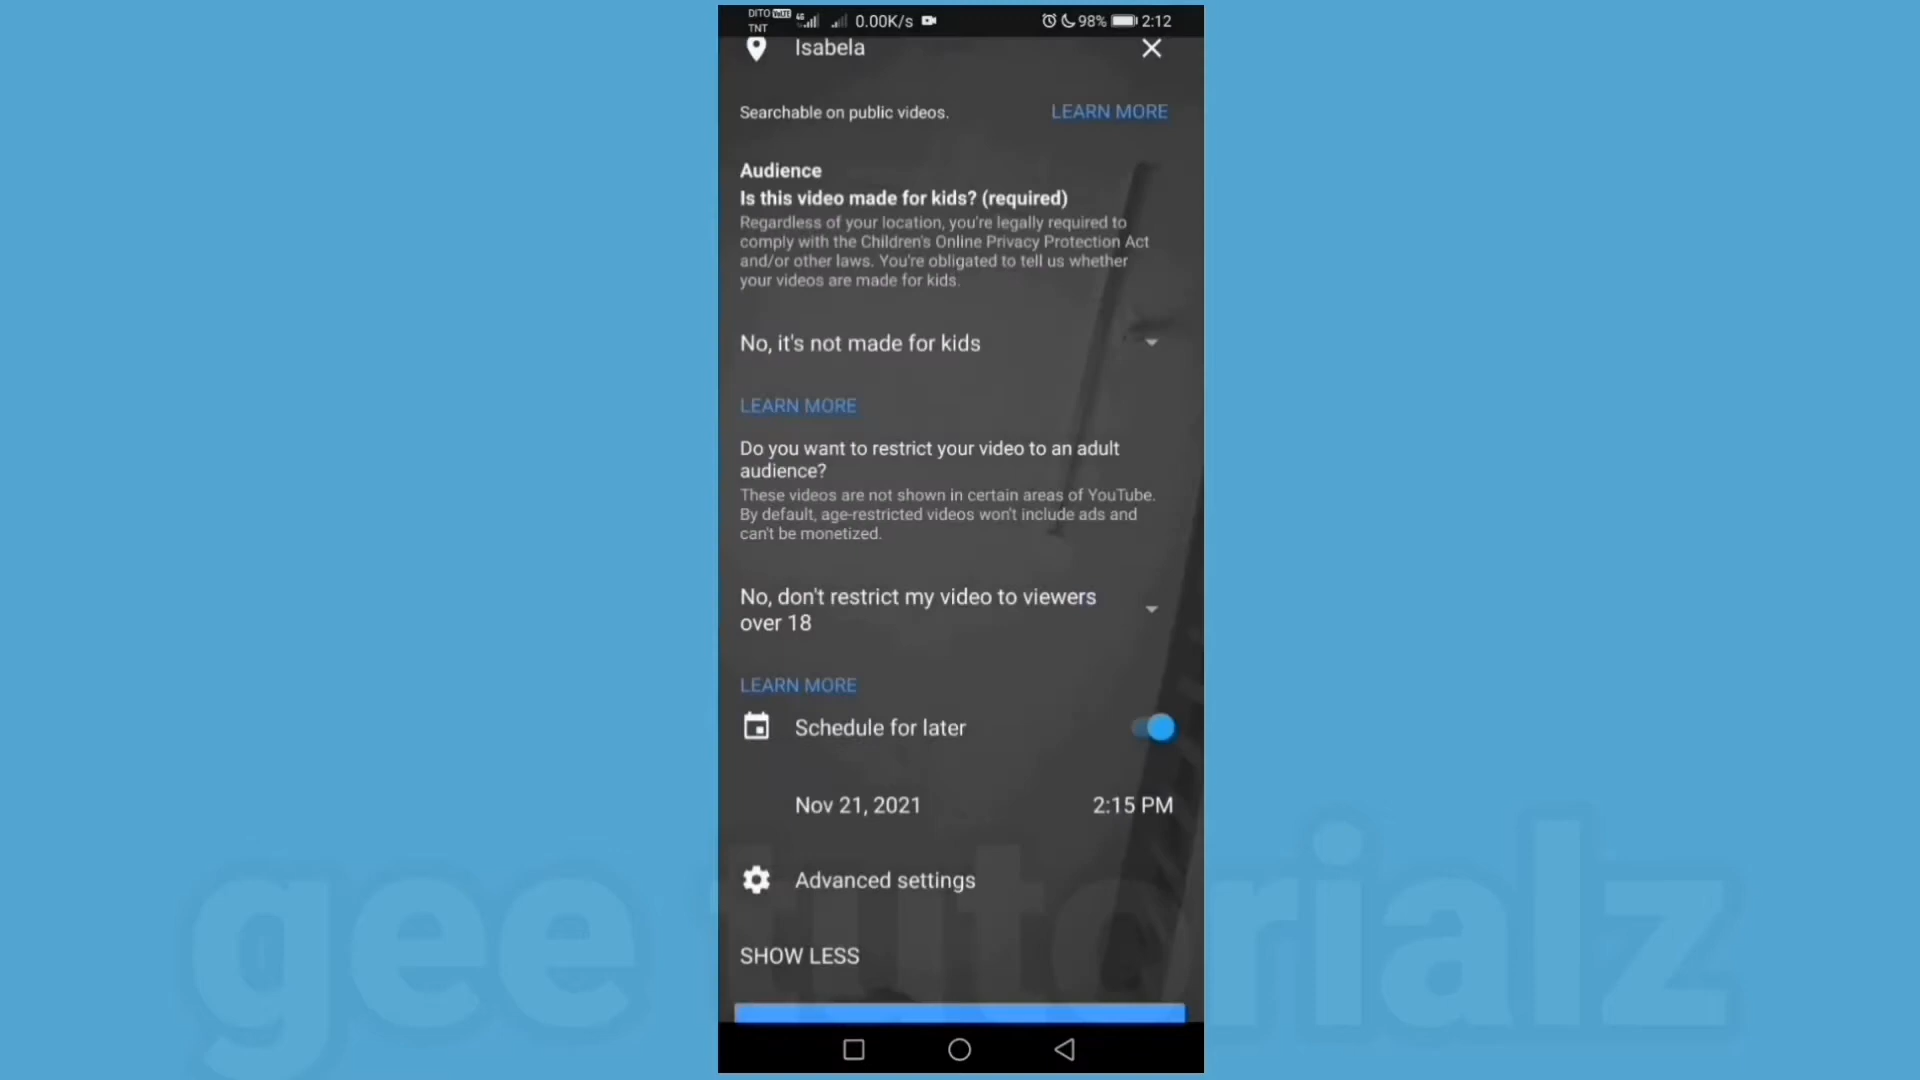 DITO VoLTE 4G 0.00K/s 98% 2:12
TNT
Isabela
Searchable on public videos. LEARN MORE
Audience
Is this video made for kids? (required)
Regardless of your location, you're legally required to
comply with the Children's Online Privacy Protection Act
and/or other laws. You're obligated to tell us whether
your videos are made for kids.
No, it's not made for kids
LEARN MORE
Do you want to restrict your video to an adult
audience?
These videos are not shown in certain areas of YouTube.
By default, age-restricted videos won't include ads and
can't be monetized.
No, don't restrict my video to viewers
over 18
LEARN MORE
Schedule for later
Nov 21, 2021 2:15 PM
Advanced settings
SHOW LESS
gee tutorialz